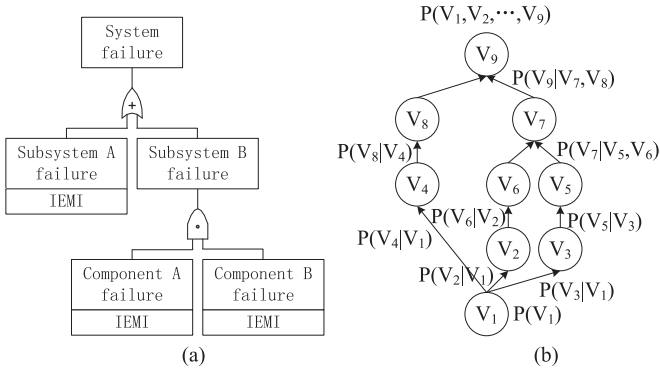 System
failure
+
Subsystem A
failure
IEMI
Subsystem B
failure
Component A
failure
IEMI
Component B
failure
IEMI
(a)
P(V₁,V₂,⋯,V₉)
V₉
P(V₉|V₇,V₈)
V₈
V₇
P(V₈|V₄)
P(V₇|V₅,V₆)
V₄
V₆
V₅
P(V₆|V₂)
P(V₅|V₃)
P(V₄|V₁)
V₂
V₃
P(V₂|V₁)
P(V₃|V₁)
V₁
P(V₁)
(b)